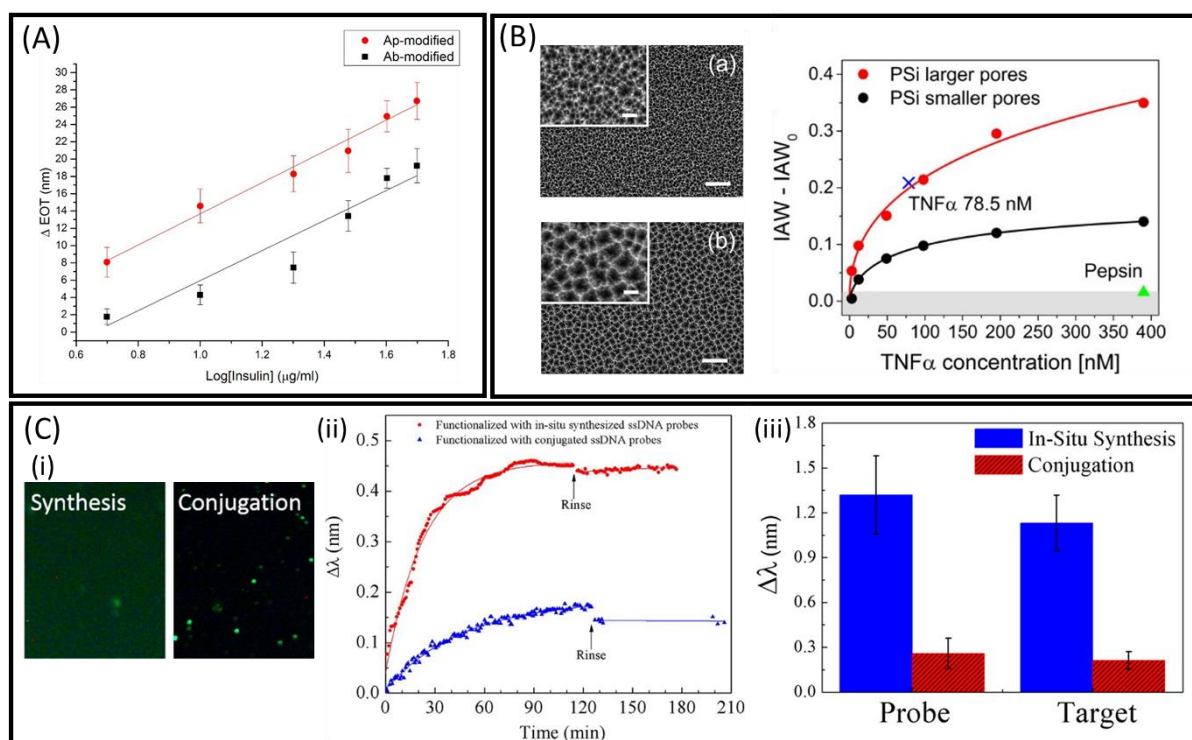 (A)
Ap-modified
Ab-modified
30
28
26
24
22
20
18
16
14
12
10
8
6
4
2
0
Δ EOT (nm)
0.6 0.8 1.0 1.2 1.4 1.6 1.8
Log[Insulin] (μg/ml)
(B)
(a)
(b)
PSi larger pores
PSi smaller pores
0.4
0.3
0.2
0.1
0.0
IAW - IAW0
TNFα 78.5 nM
Pepsin
0 50 100 150 200 250 300 350 400
TNFα concentration [nM]
(C)
(i)
Synthesis
Conjugation
(ii)
Functionalized with in-situ synthesized ssDNA probes
Functionalized with conjugated ssDNA probes
0.5
0.4
0.3
0.2
0.1
0.0
Δλ (nm)
Rinse
Rinse
0 30 60 90 120 150 180 210
Time (min)
(iii)
In-Situ Synthesis
Conjugation
1.8
1.5
1.2
0.9
0.6
0.3
0.0
Δλ (nm)
Probe Target